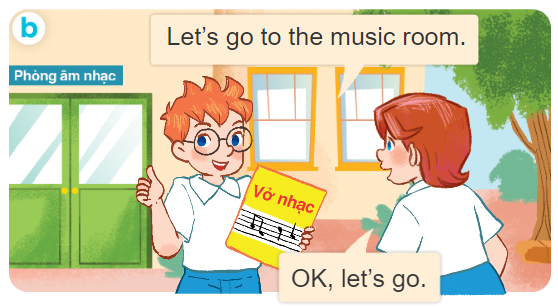 b
Let's go to the music room.
Phòng âm nhạc
Vở nhạc
OK, let's go.